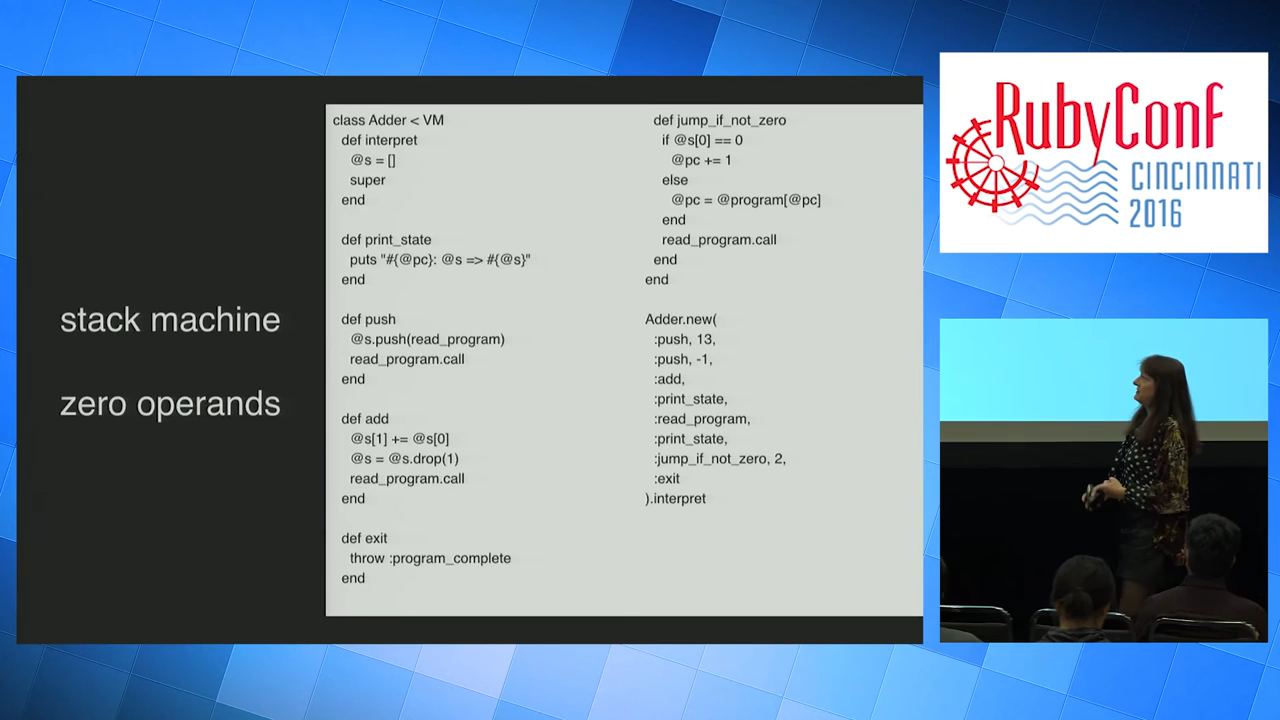 stack machine
zero operands
class Adder < VM
def interpret
@s = []
super
end
def print_state
puts "#{@pc}: @s => #{@s}"
end
def push
@s.push(read_program)
read_program.call
end
def add
@s[1] += @s[0]
@s = @s.drop(1)
read_program.call
end
def exit
throw :program_complete
end
def jump_if_not_zero
if @s[0] == 0
@pc += 1
else
@pc = @program[@pc]
end
read_program.call
end
end
Adder.new(
:push, 13,
:push, -1,
:add,
:print_state,
:read_program,
:print_state,
:jump_if_not_zero, 2,
:exit
).interpret
RubyConf
CINCINNATI
2016